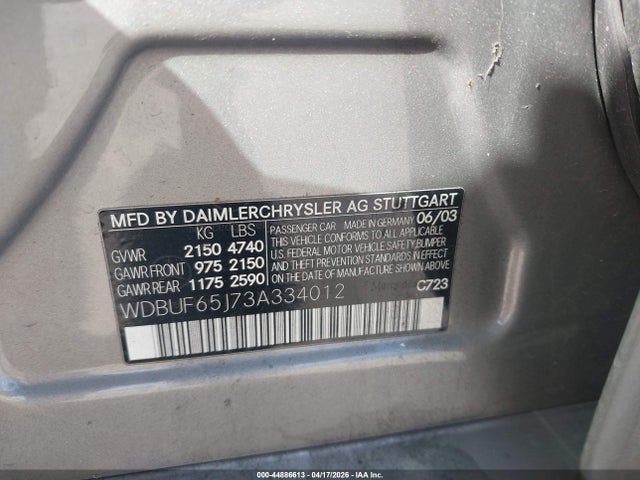 MFD BY DAIMLERCHRYSLER AG STUTTGART
KG LBS
GVWR 2150 4740
GAWR FRONT 975 2150
GAWR REAR 1175 2590
PASSENGER CAR MADE IN GERMANY 06/03
THIS VEHICLE CONFORMS TO ALL APPLICABLE
U.S. FEDERAL MOTOR VEHICLE SAFETY, BUMPER
AND THEFT PREVENTION STANDARDS IN EFFECT
ON THE DATE OF MANUFACTURE SHOWN ABOVE.
C723
WDBUF65J73A334012
000-44886613 - 04/17/2026 - IAA Inc.